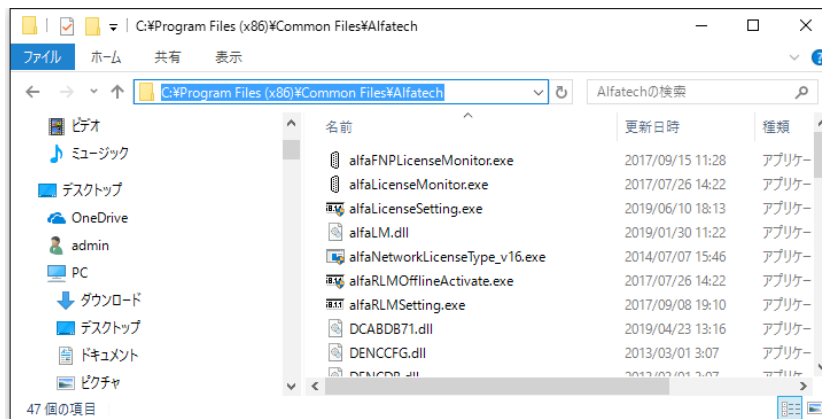 C:¥Program Files (x86)¥Common Files¥Alfatech
ファイル ホーム 共有 表示
C:¥Program Files (x86)¥Common Files¥Alfatech Alfatechの検索
ビデオ
ミュージック
デスクトップ
OneDrive
admin
PC
ダウンロード
デスクトップ
ドキュメント
ピクチャ
名前 更新日時 種類
alfaFNPLicenseMonitor.exe 2017/09/15 11:28 アプリケー
alfaLicenseMonitor.exe 2017/07/26 14:22 アプリケー
alfaLicenseSetting.exe 2019/06/10 18:13 アプリケー
alfaLM.dll 2019/01/30 11:22 アプリケー
alfaNetworkLicenseType_v16.exe 2014/07/07 15:46 アプリケー
alfaRLMOfflineActivate.exe 2017/07/26 14:22 アプリケー
alfaRLMSetting.exe 2017/09/08 19:10 アプリケー
DCABDB71.dll 2019/04/23 13:16 アプリケー
DENCCFG.dll 2013/03/01 3:07 アプリケー
47 個の項目